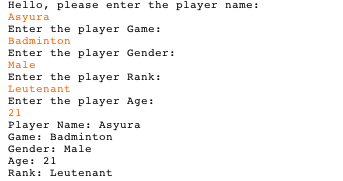 Hello, please enter the player name:
Asyura
Enter the player Game:
Badminton
Enter the player Gender:
Male
Enter the player Rank:
Leutenant
Enter the player Age:
21
Player Name: Asyura
Game: Badminton
Gender: Male
Age: 21
Rank: Leutenant